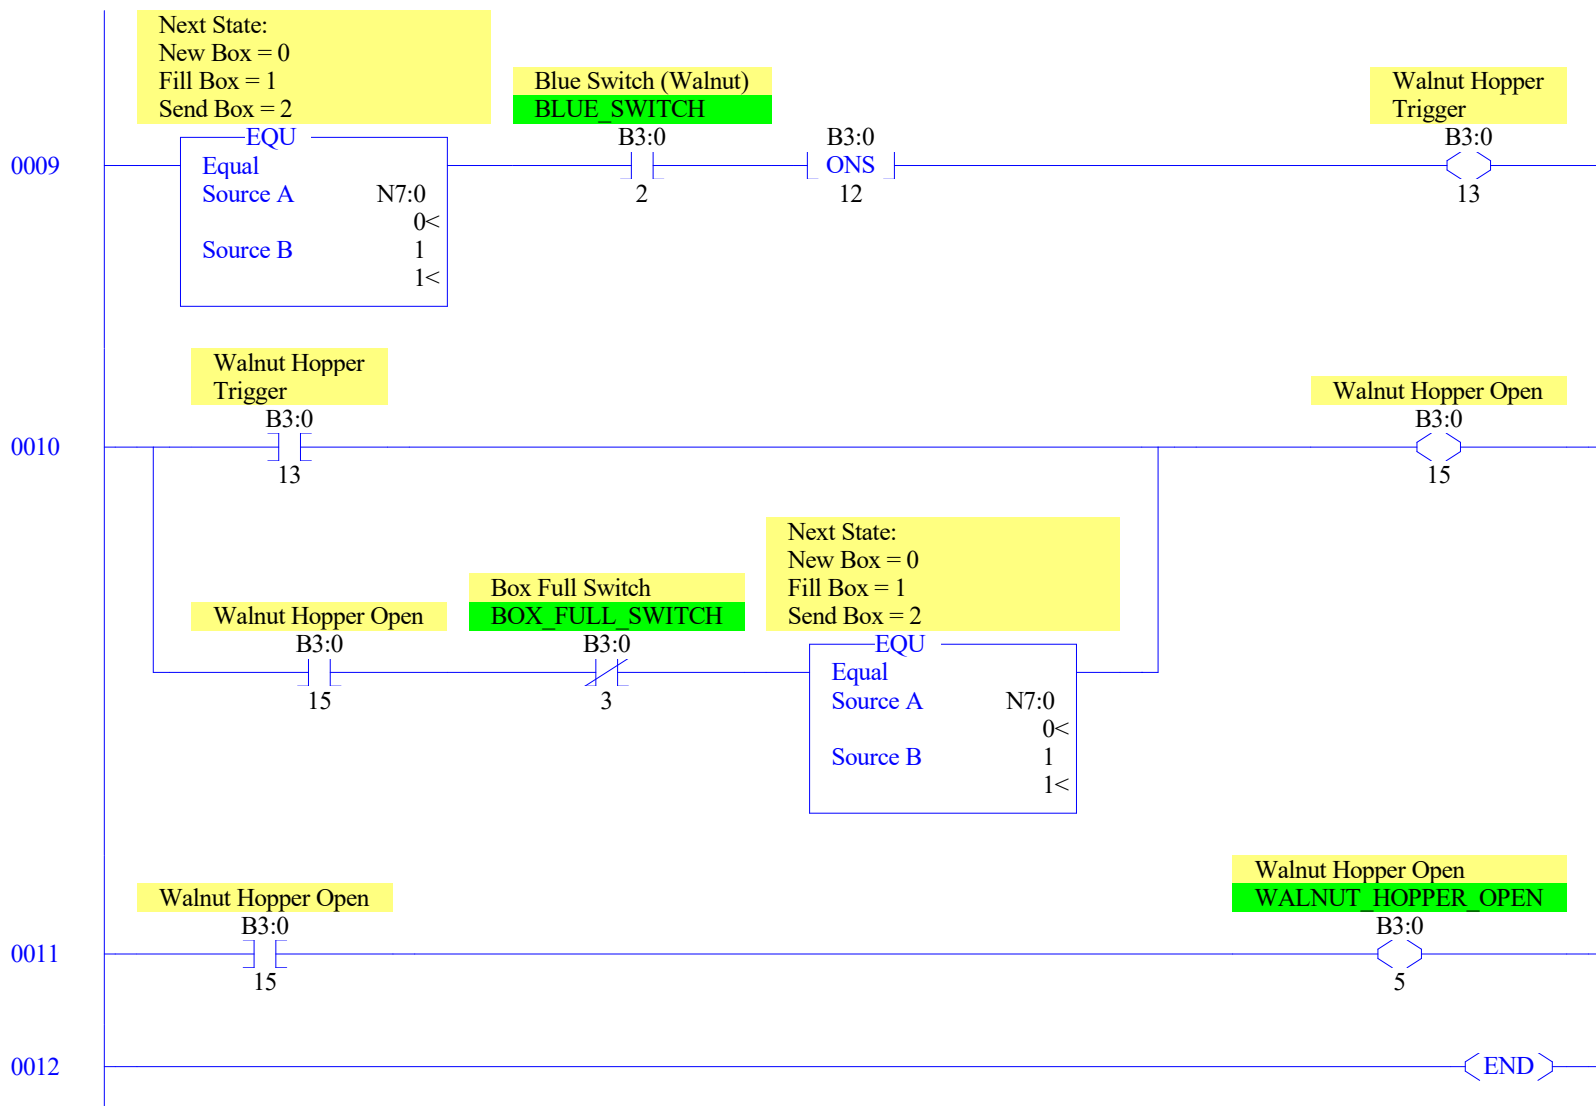 Next State:
New Box = 0
Fill Box = 1
Send Box = 2
Blue Switch (Walnut)
BLUE_SWITCH
Walnut Hopper
Trigger
EQU
B3:0
B3:0
B3:0
0009
Equal
ONS
Source A
N7:0
2
12
13
0<
Source B
1
1<
Walnut Hopper
Trigger
Walnut Hopper Open
B3:0
B3:0
0010
13
15
Next State:
New Box = 0
Fill Box = 1
Send Box = 2
Box Full Switch
BOX_FULL_SWITCH
Walnut Hopper Open
B3:0
B3:0
EQU
Equal
15
3
Source A
N7:0
0<
Source B
1
1<
Walnut Hopper Open
WALNUT_HOPPER_OPEN
Walnut Hopper Open
B3:0
B3:0
0011
15
5
0012
END